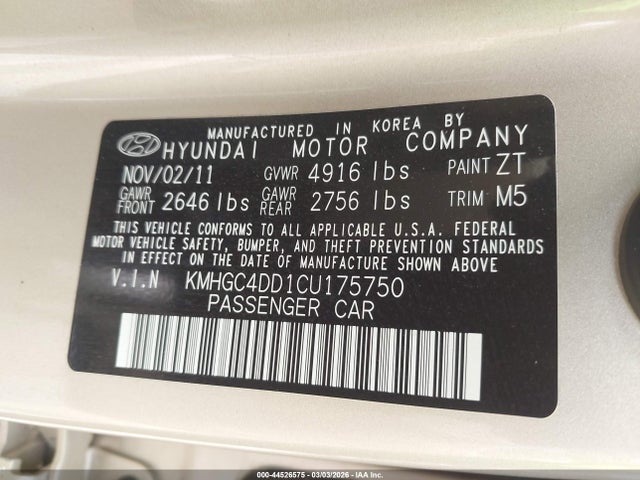 MANUFACTURED IN KOREA BY
HYUNDAI MOTOR COMPANY
NOV/02/11 GVWR 4916 lbs PAINT ZT
GAWR FRONT 2646 lbs GAWR REAR 2756 lbs TRIM M5
THIS VEHICLE CONFORMS TO ALL APPLICABLE U.S.A. FEDERAL
MOTOR VEHICLE SAFETY, BUMPER, AND THEFT PREVENTION STANDARDS
IN EFFECT ON THE DATE OF MANUFACTURE SHOWN ABOVE.
V.I.N KMHGC4DD1CU175750
PASSENGER CAR
000-44526575 - 03/03/2026 - IAA, Inc.